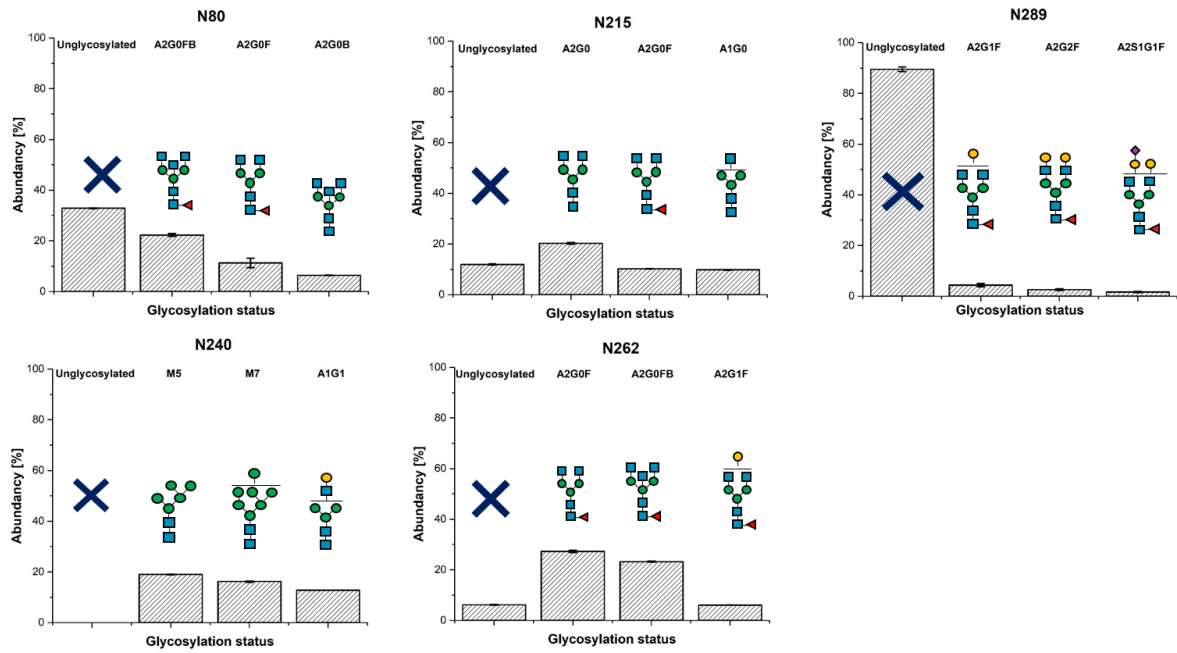 N80
Unglycosylated A2G0FB A2G0F A2G0B
100
80
60
40
20
0
Abundancy [%]
Glycosylation status
N215
Unglycosylated A2G0 A2G0F A1G0
100
80
60
40
20
0
Abundancy [%]
Glycosylation status
N289
Unglycosylated A2G1F A2G2F A2S1G1F
100
80
60
40
20
0
Abundancy [%]
Glycosylation status
N240
Unglycosylated M5 M7 A1G1
100
80
60
40
20
0
Abundancy [%]
Glycosylation status
N262
Unglycosylated A2G0F A2G0FB A2G1F
100
80
60
40
20
0
Abundancy [%]
Glycosylation status